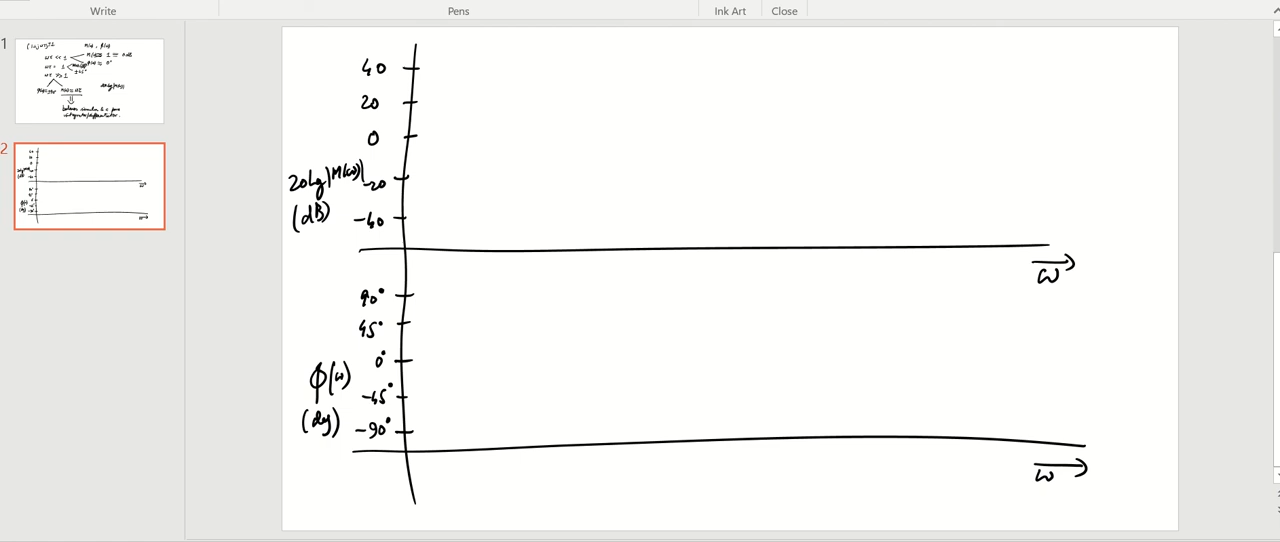 Write Pens Ink Art Close
1
2
40
20
0
20Log|M(ω)| -20
(dB) -40
ω
90°
45°
0°
ϕ(ω)
-45°
(deg) -90°
ω